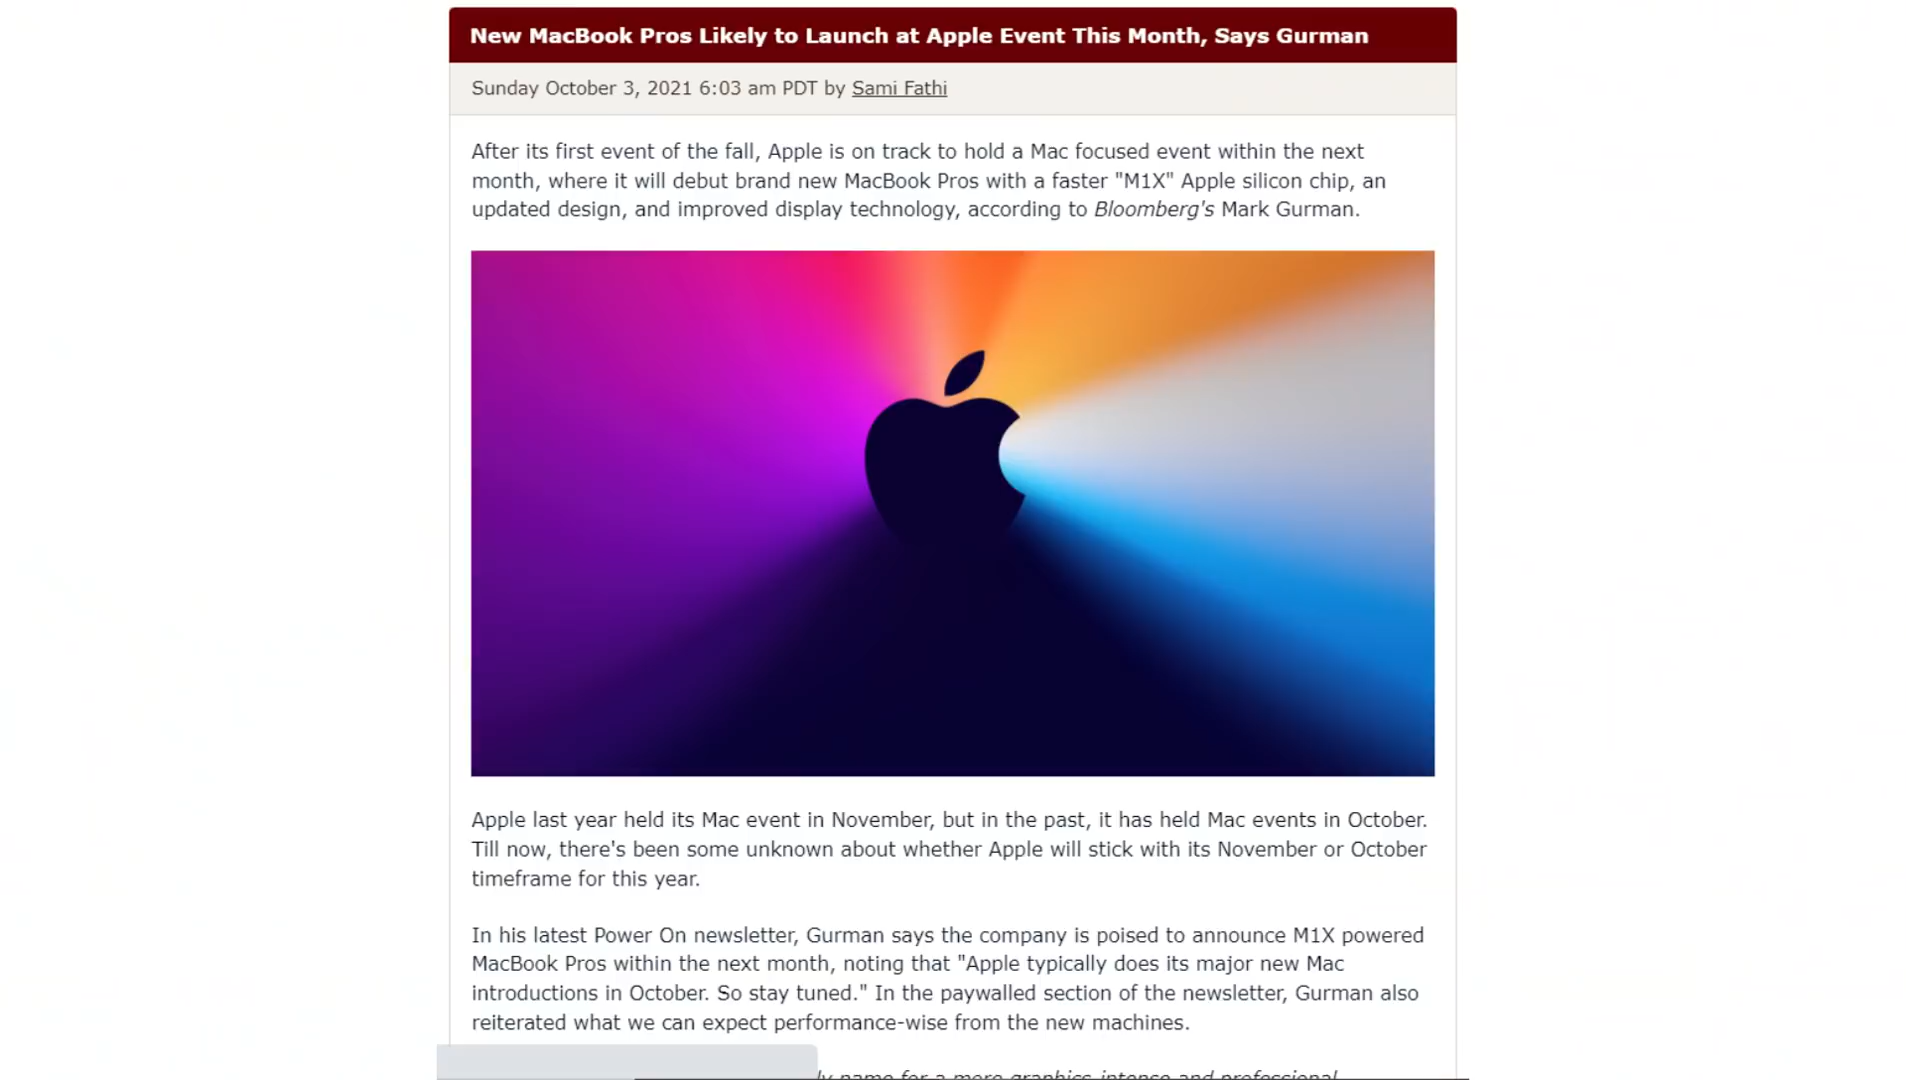 New MacBook Pros Likely to Launch at Apple Event This Month, Says Gurman
Sunday October 3, 2021 6:03 am PDT by Sami Fathi
After its first event of the fall, Apple is on track to hold a Mac focused event within the next
month, where it will debut brand new MacBook Pros with a faster "M1X" Apple silicon chip, an
updated design, and improved display technology, according to Bloomberg's Mark Gurman.
Apple last year held its Mac event in November, but in the past, it has held Mac events in October.
Till now, there's been some unknown about whether Apple will stick with its November or October
timeframe for this year.
In his latest Power On newsletter, Gurman says the company is poised to announce M1X powered
MacBook Pros within the next month, noting that "Apple typically does its major new Mac
introductions in October. So stay tuned." In the paywalled section of the newsletter, Gurman also
reiterated what we can expect performance-wise from the new machines.
name for a more graphics-intense and professional